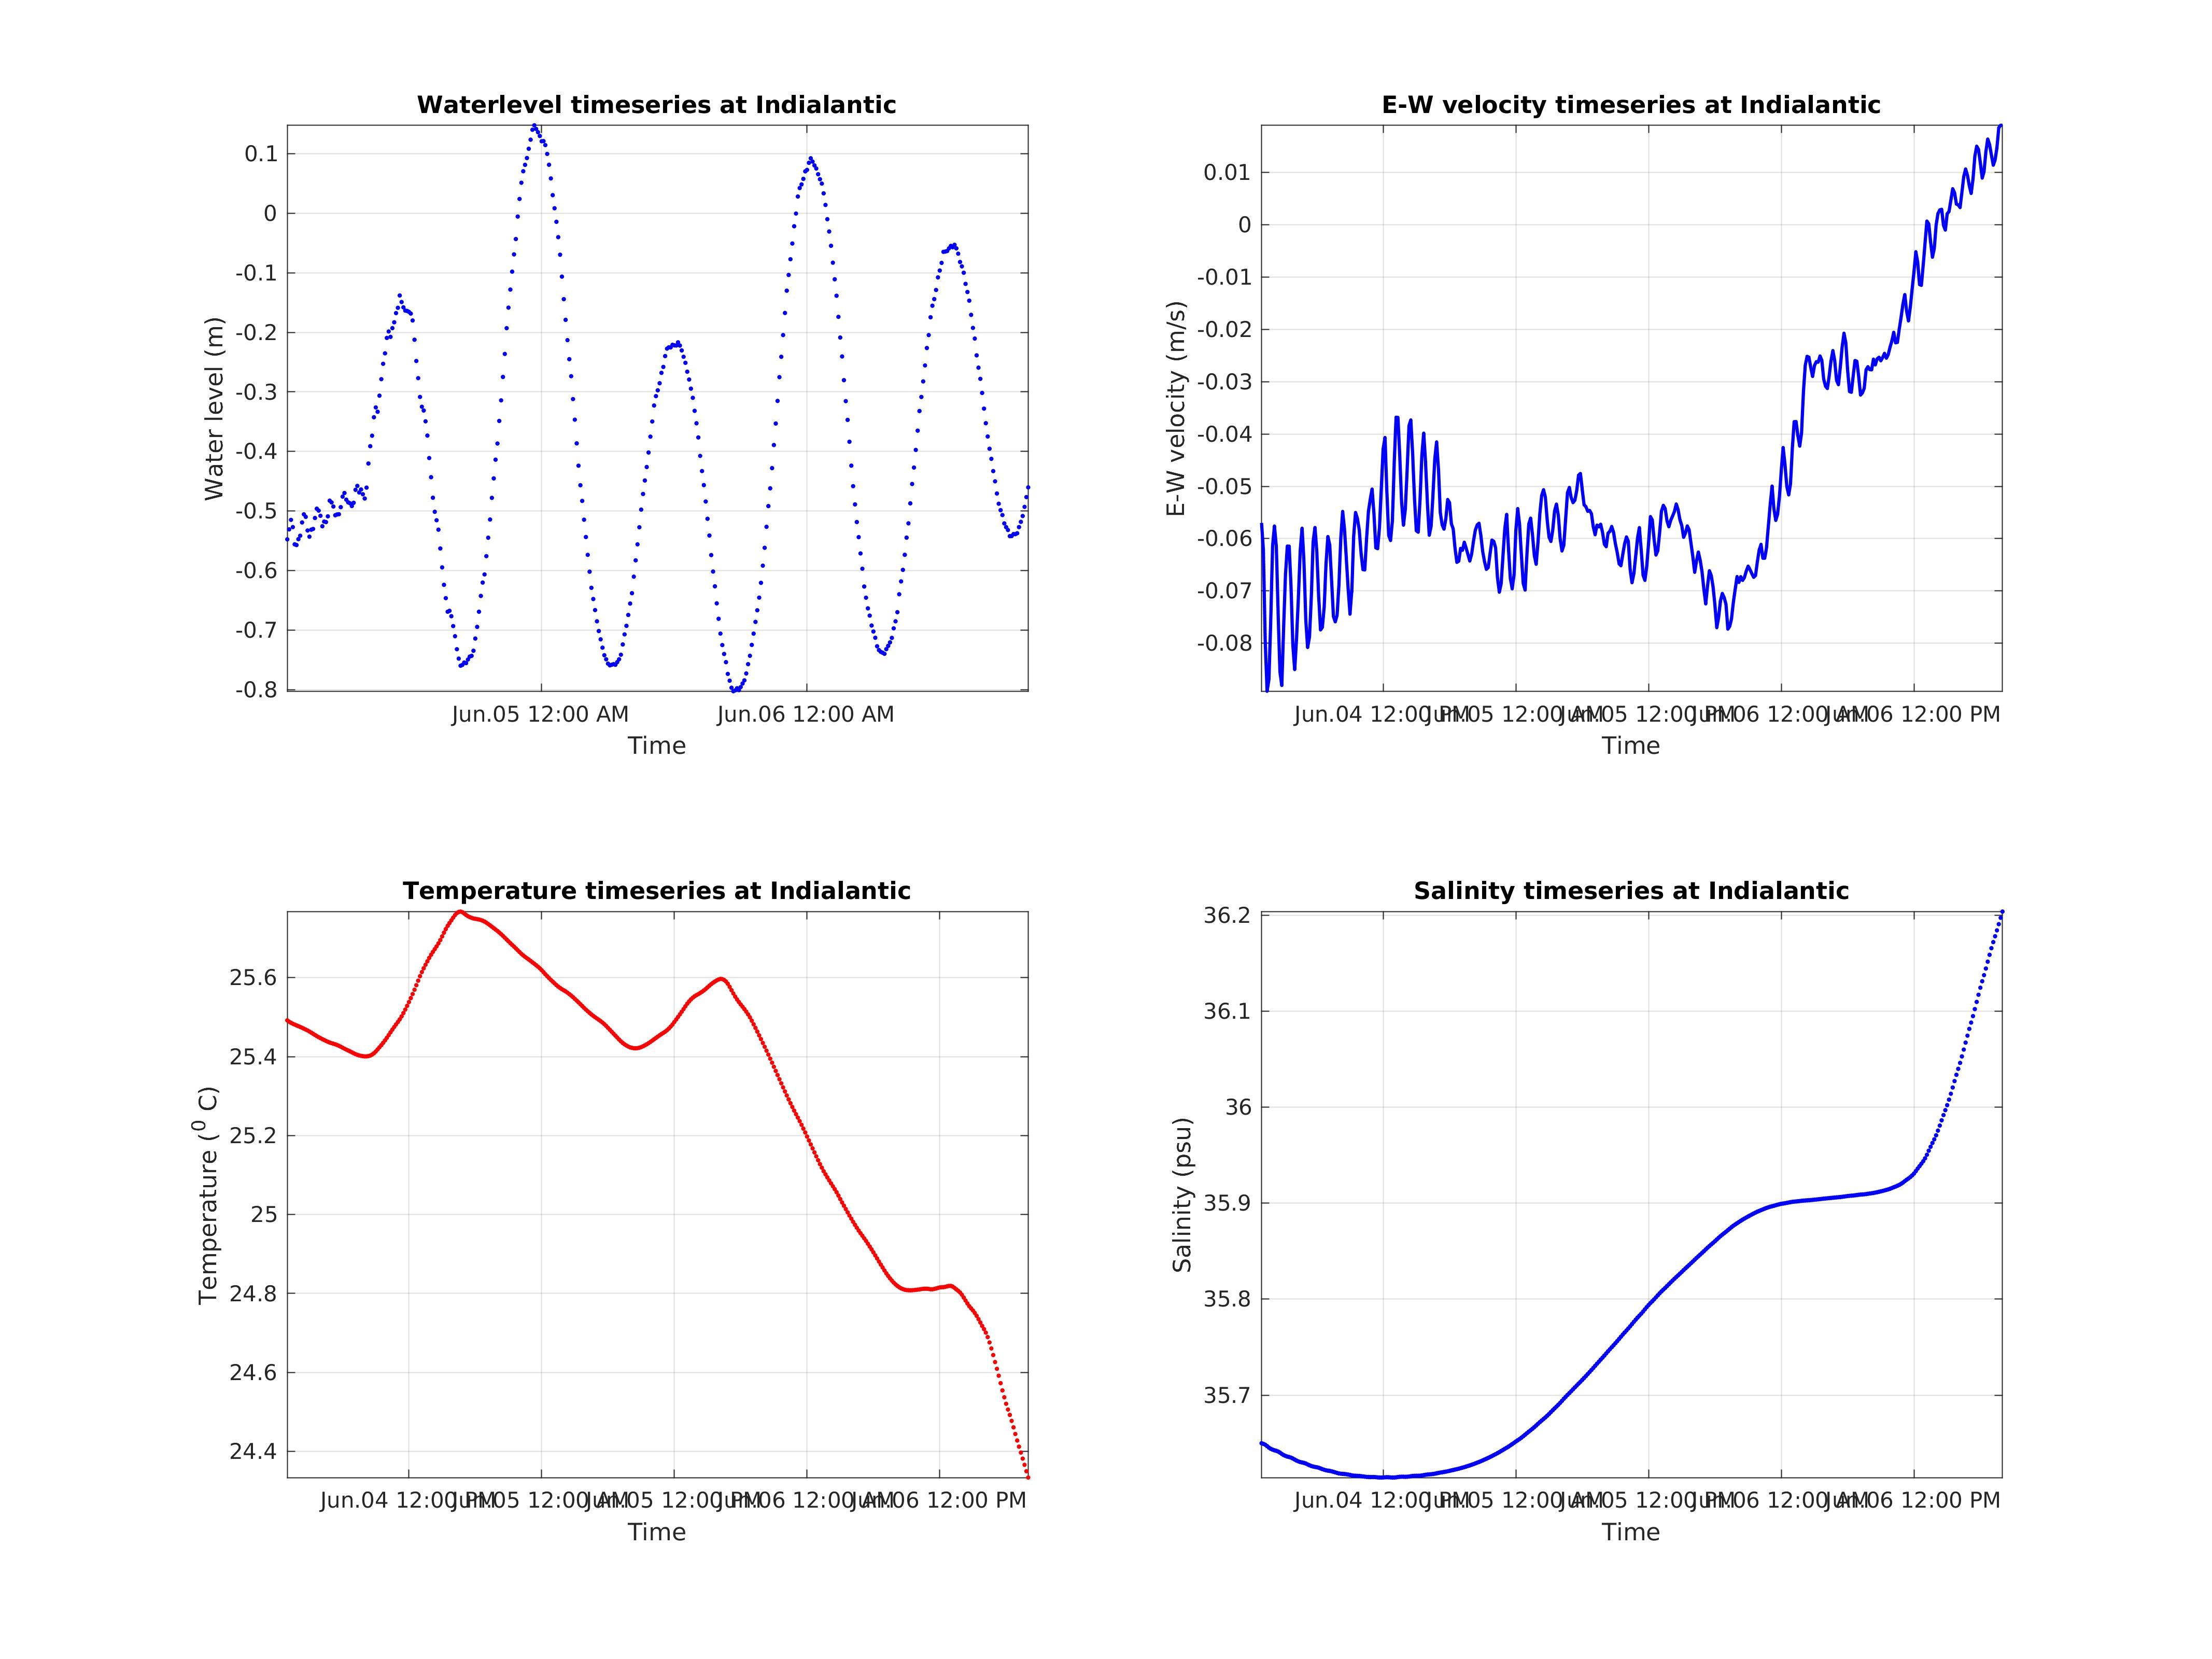 Waterlevel timeseries at Indialantic
0.1
0
-0.1
-0.2
-0.3
-0.4
-0.5
-0.6
-0.7
-0.8
Water level (m)
Jun.05 12:00 AM
Jun.06 12:00 AM
Time
E-W velocity timeseries at Indialantic
0.01
0
-0.01
-0.02
-0.03
-0.04
-0.05
-0.06
-0.07
-0.08
E-W velocity (m/s)
Jun.04 12:00 PM
Jun.05 12:00 AM
Jun.05 12:00 PM
Jun.06 12:00 AM
Jun.06 12:00 PM
Time
Temperature timeseries at Indialantic
25.6
25.4
25.2
25
24.8
24.6
24.4
Temperature (⁰ C)
Jun.04 12:00 PM
Jun.05 12:00 AM
Jun.05 12:00 PM
Jun.06 12:00 AM
Jun.06 12:00 PM
Time
Salinity timeseries at Indialantic
36.2
36.1
36
35.9
35.8
35.7
Salinity (psu)
Jun.04 12:00 PM
Jun.05 12:00 AM
Jun.05 12:00 PM
Jun.06 12:00 AM
Jun.06 12:00 PM
Time